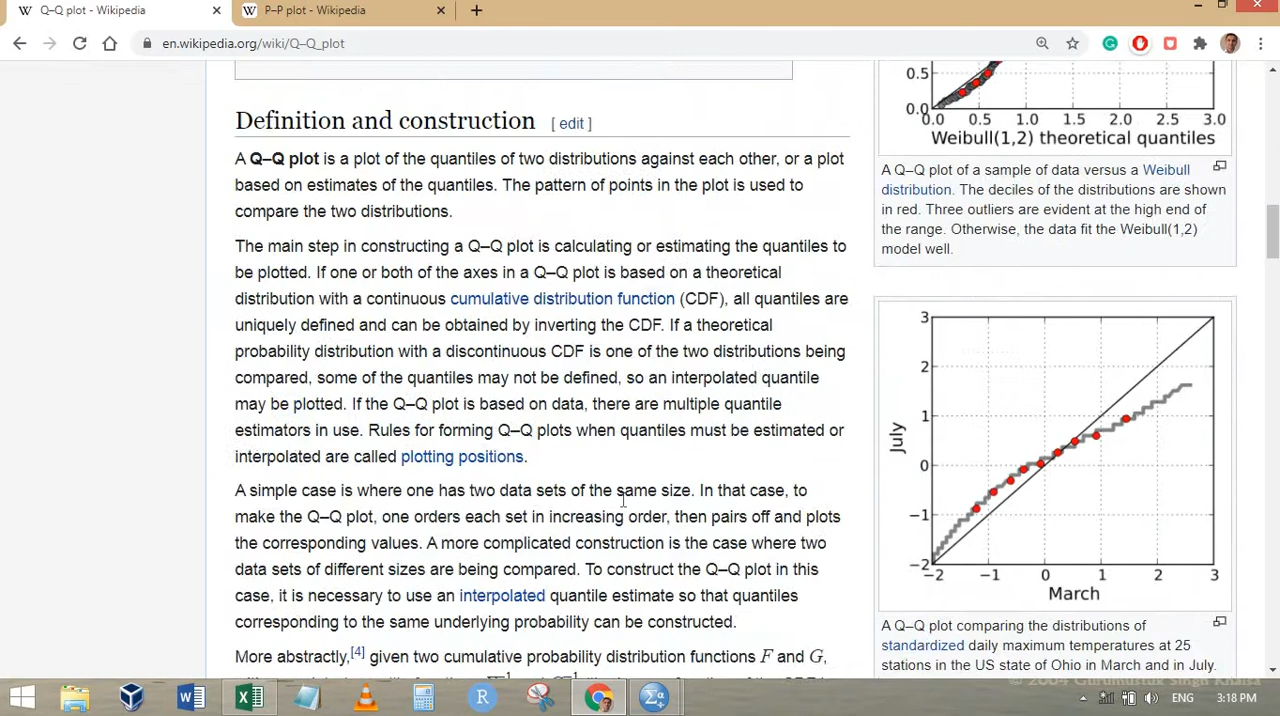 Q–Q plot - Wikipedia
P–P plot - Wikipedia
en.wikipedia.org/wiki/Q–Q_plot
Definition and construction [ edit ]
A Q–Q plot is a plot of the quantiles of two distributions against each other, or a plot
based on estimates of the quantiles. The pattern of points in the plot is used to
compare the two distributions.
The main step in constructing a Q–Q plot is calculating or estimating the quantiles to
be plotted. If one or both of the axes in a Q–Q plot is based on a theoretical
distribution with a continuous cumulative distribution function (CDF), all quantiles are
uniquely defined and can be obtained by inverting the CDF. If a theoretical
probability distribution with a discontinuous CDF is one of the two distributions being
compared, some of the quantiles may not be defined, so an interpolated quantile
may be plotted. If the Q–Q plot is based on data, there are multiple quantile
estimators in use. Rules for forming Q–Q plots when quantiles must be estimated or
interpolated are called plotting positions.
A simple case is where one has two data sets of the same size. In that case, to
make the Q–Q plot, one orders each set in increasing order, then pairs off and plots
the corresponding values. A more complicated construction is the case where two
data sets of different sizes are being compared. To construct the Q–Q plot in this
case, it is necessary to use an interpolated quantile estimate so that quantiles
corresponding to the same underlying probability can be constructed.
More abstractly,[4] given two cumulative probability distribution functions F and G,
0.5
0.0
0.0 0.5 1.0 1.5 2.0 2.5 3.0
Weibull(1,2) theoretical quantiles
A Q–Q plot of a sample of data versus a Weibull
distribution. The deciles of the distributions are shown
in red. Three outliers are evident at the high end of
the range. Otherwise, the data fit the Weibull(1,2)
model well.
3
2
1
0
−1
−2
July
−2 −1 0 1 2 3
March
A Q–Q plot comparing the distributions of
standardized daily maximum temperatures at 25
stations in the US state of Ohio in March and in July.
© 2004 Gurumustuk Singh Khalsa
ENG
3:18 PM